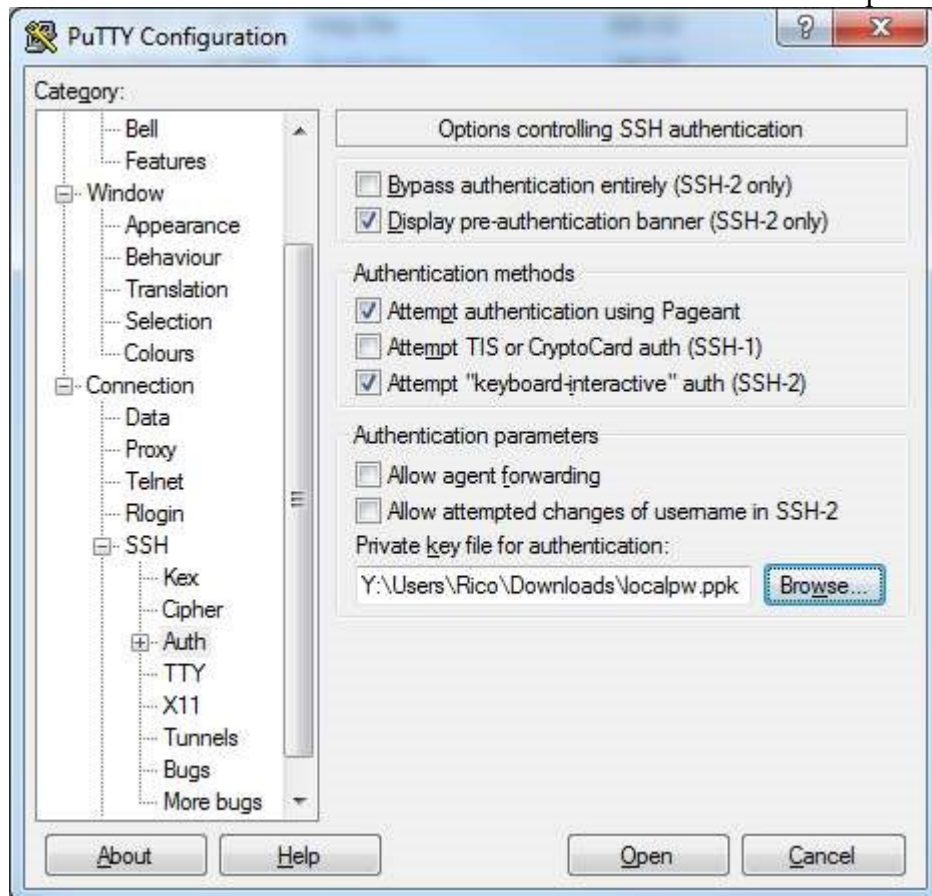 PuTTY Configuration
Category:
Bell
Features
Window
Appearance
Behaviour
Translation
Selection
Colours
Connection
Data
Proxy
Telnet
Rlogin
SSH
Kex
Cipher
Auth
TTY
X11
Tunnels
Bugs
More bugs
Options controlling SSH authentication
Bypass authentication entirely (SSH-2 only)
Display pre-authentication banner (SSH-2 only)
Authentication methods
Attempt authentication using Pageant
Attempt TIS or CryptoCard auth (SSH-1)
Attempt "keyboard-interactive" auth (SSH-2)
Authentication parameters
Allow agent forwarding
Allow attempted changes of username in SSH-2
Private key file for authentication:
Y:\Users\Rico\Downloads\localpw.ppk Browse...
About Help Open Cancel